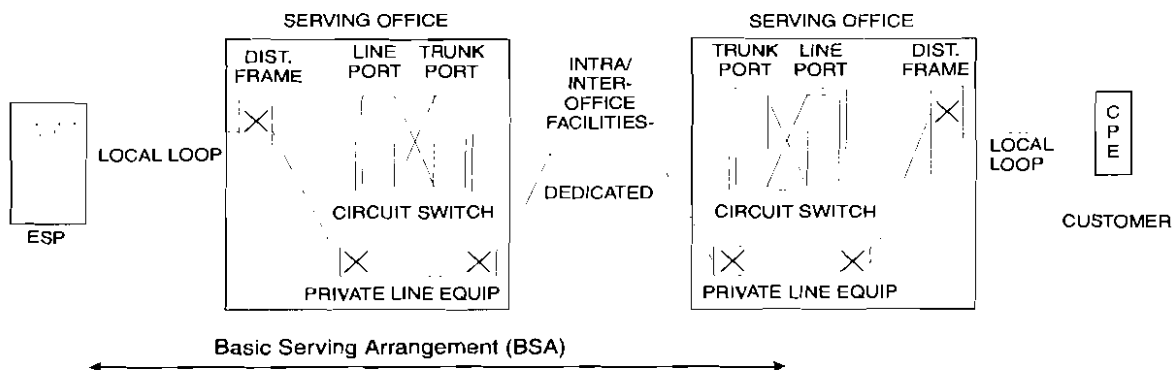 SERVING OFFICE
DIST.
FRAME
LINE
PORT
TRUNK
PORT
CIRCUIT SWITCH
PRIVATE LINE EQUIP
ESP
LOCAL LOOP
INTRA/
INTER-
OFFICE
FACILITIES-
DEDICATED
SERVING OFFICE
TRUNK
PORT
LINE
PORT
DIST.
FRAME
CIRCUIT SWITCH
PRIVATE LINE EQUIP
LOCAL
LOOP
C
P
E
CUSTOMER
Basic Serving Arrangement (BSA)